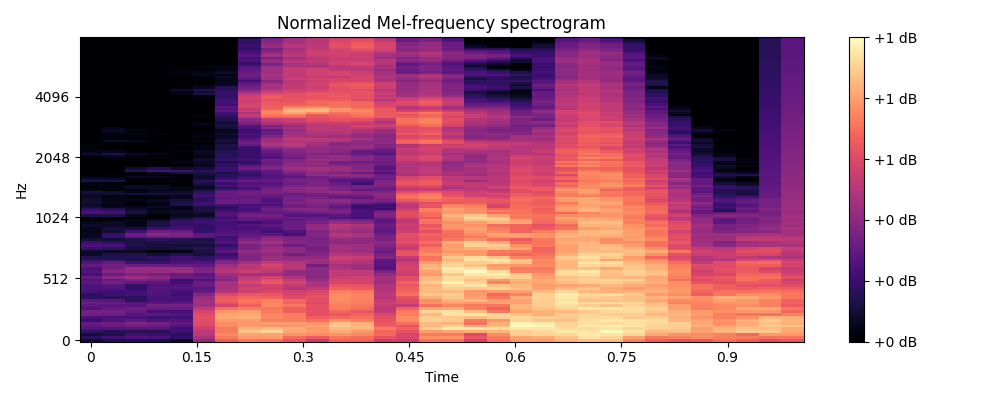 Normalized Mel-frequency spectrogram
Hz
4096
2048
1024
512
0
0 0.15 0.3 0.45 0.6 0.75 0.9
Time
+1 dB
+1 dB
+1 dB
+0 dB
+0 dB
+0 dB